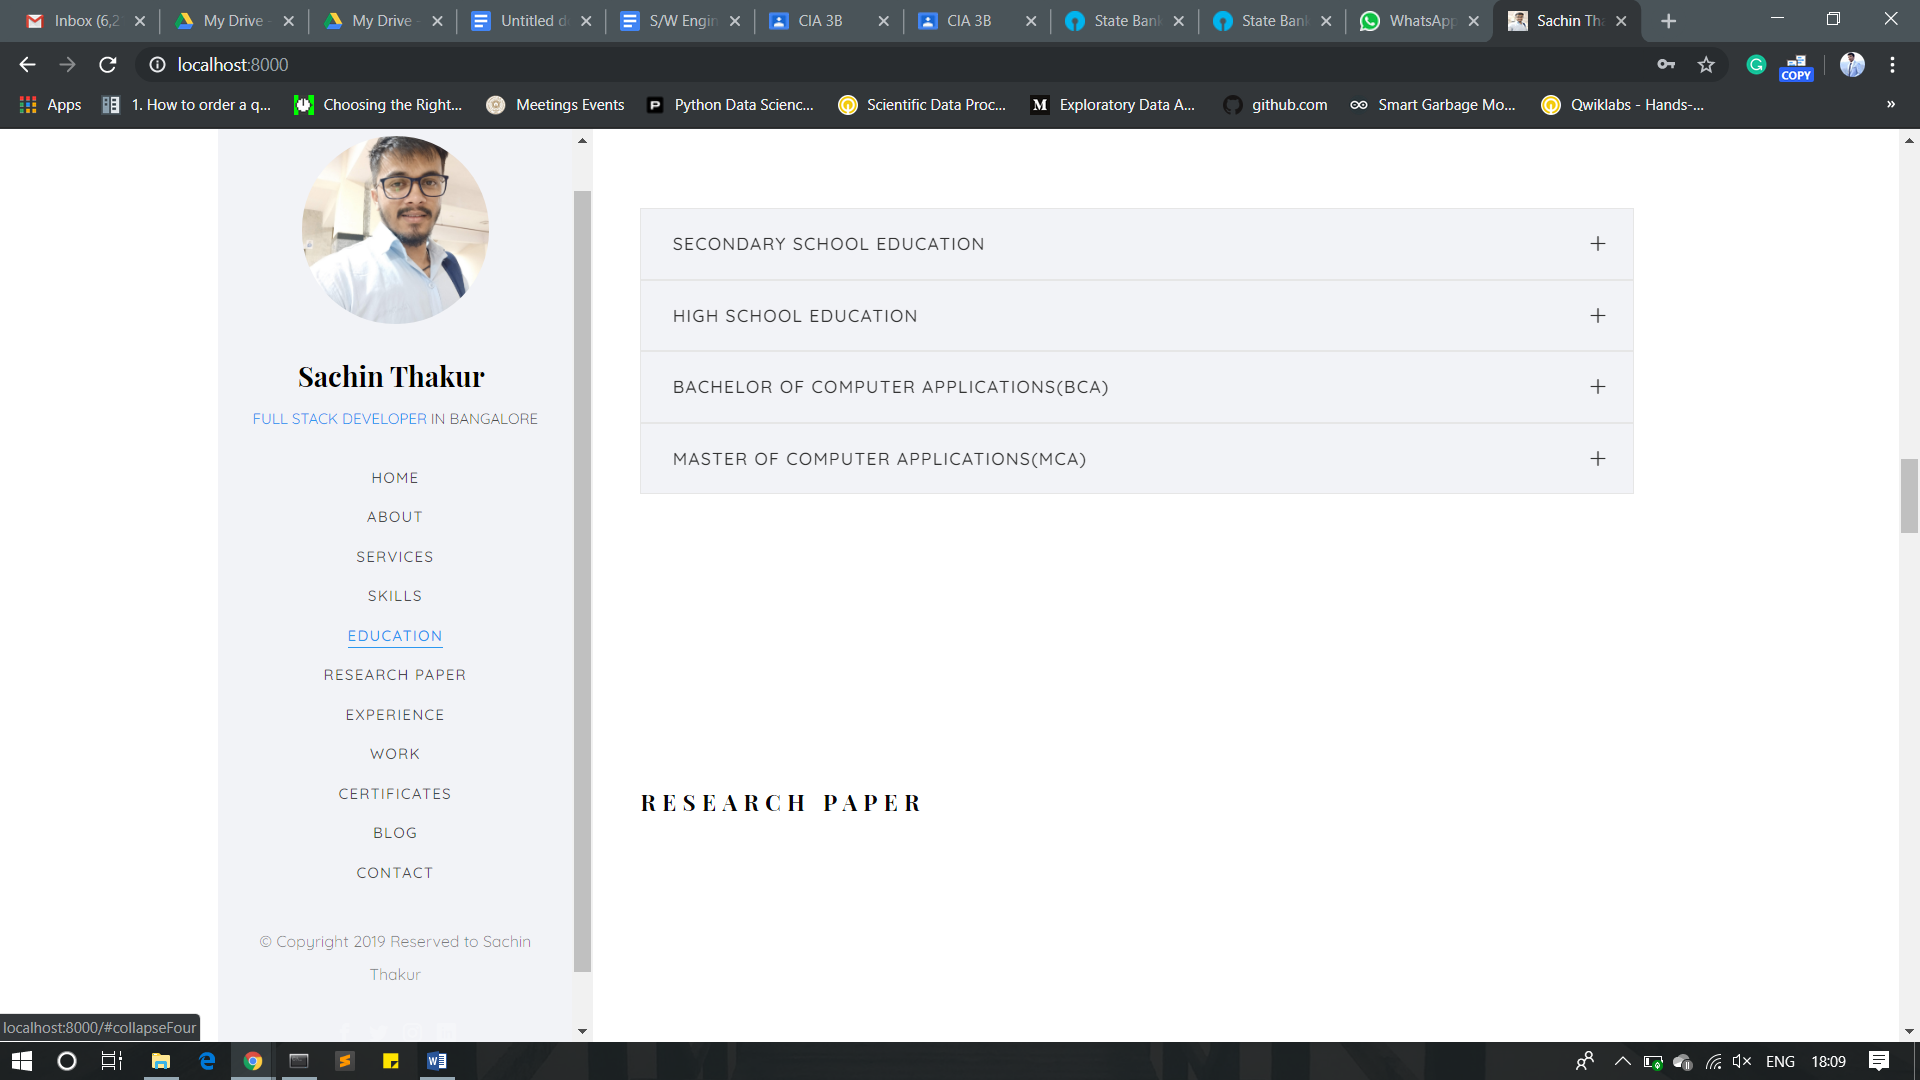 Inbox (6,2
My Drive -
My Drive -
Untitled d
S/W Engin
CIA 3B
CIA 3B
State Bank
State Bank
WhatsApp
Sachin Tha
localhost:8000
COPY
Apps
1. How to order a q...
Choosing the Right...
Meetings Events
Python Data Scienc...
Scientific Data Proc...
Exploratory Data A...
github.com
Smart Garbage Mo...
Qwiklabs - Hands-...
»
Sachin Thakur
FULL STACK DEVELOPER IN BANGALORE
HOME
ABOUT
SERVICES
SKILLS
EDUCATION
RESEARCH PAPER
EXPERIENCE
WORK
CERTIFICATES
BLOG
CONTACT
© Copyright 2019 Reserved to Sachin
Thakur
SECONDARY SCHOOL EDUCATION
HIGH SCHOOL EDUCATION
BACHELOR OF COMPUTER APPLICATIONS(BCA)
MASTER OF COMPUTER APPLICATIONS(MCA)
RESEARCH PAPER
localhost:8000/#collapseFour
ENG
18:09